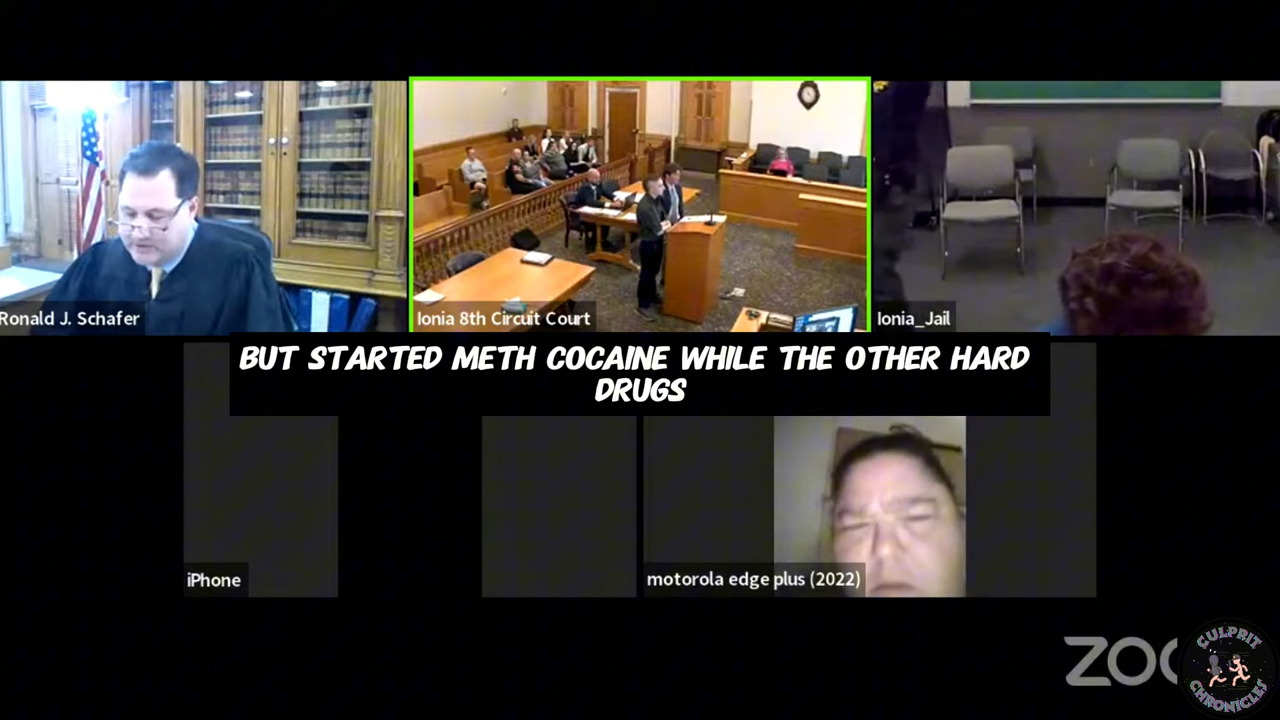 Ronald J. Schafer
Ionia 8th Circuit Court
Ionia_Jail
BUT STARTED METH COCAINE WHILE THE OTHER HARD
DRUGS
iPhone
motorola edge plus (2022)
ZOO
CULPRIT
CHRONICLES